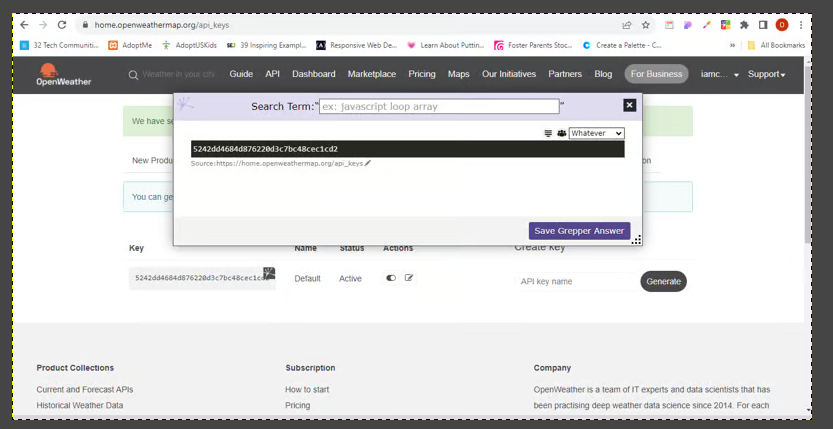 home.openweathermap.org/api_keys
32 Tech Communiti... AdoptMe AdoptUSKids 39 Inspiring Exampl... Responsive Web De... Learn About Puttin... Foster Parents Stoc... Create a Palette - C... » All Bookmarks
OpenWeather Weather in your city Guide API Dashboard Marketplace Pricing Maps Our Initiatives Partners Blog For Business iamc... Support
Search Term:"ex: javascript loop array"
We have se
Whatever
5242dd4684d876220d3c7bc48cec1cd2
New Produ
Source:https://home.openweathermap.org/api_keys
on
You can ge
Save Grepper Answer
Key Name Status Actions Create key
5242dd4684d876220d3c7bc48cec1cd Default Active API key name Generate
Product Collections Subscription Company
Current and Forecast APIs How to start OpenWeather is a team of IT experts and data scientists that has
Historical Weather Data Pricing been practising deep weather data science since 2014. For each